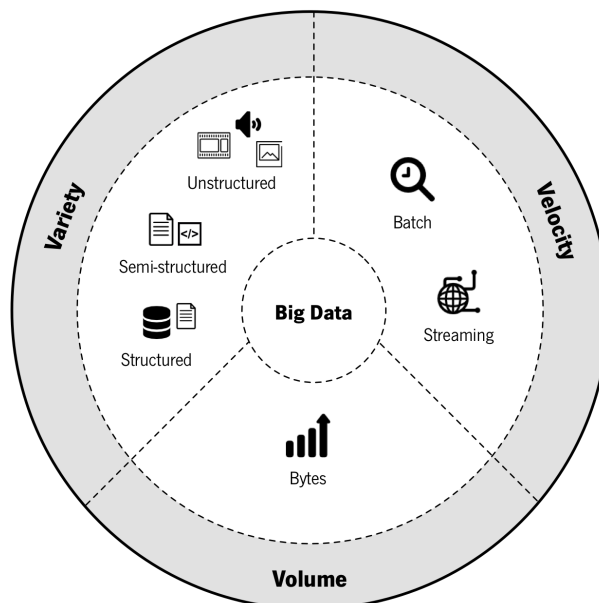 Variety
Velocity
Volume
Big Data
Unstructured
Semi-structured
</>
Structured
Batch
Streaming
Bytes